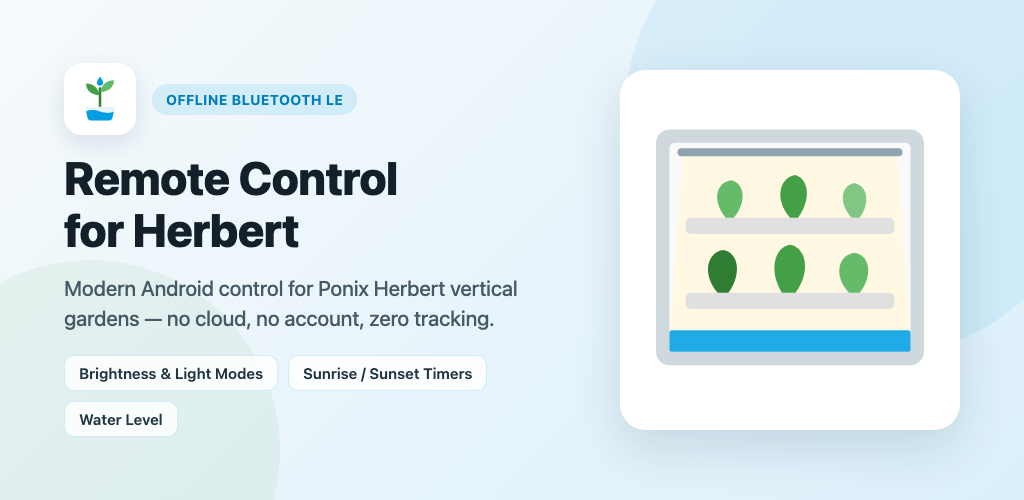 OFFLINE BLUETOOTH LE
Remote Control
for Herbert
Modern Android control for Ponix Herbert vertical
gardens — no cloud, no account, zero tracking.
Brightness & Light Modes
Sunrise / Sunset Timers
Water Level